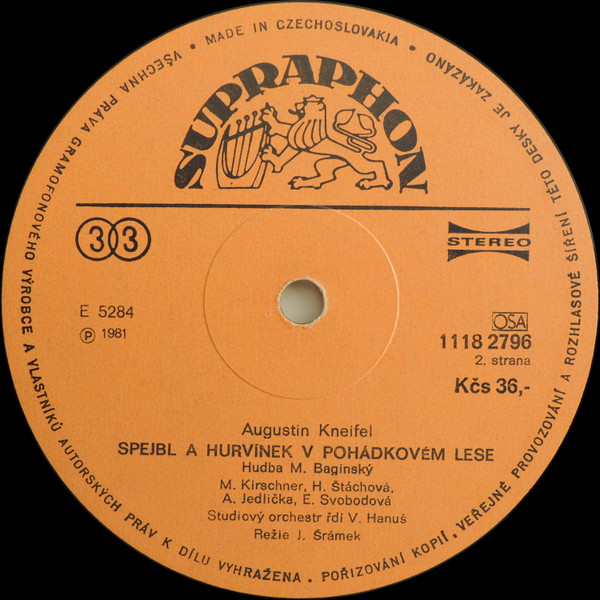 VŠECHNA PRÁVA GRAMOFONOVÉHO VÝROBCE A VLASTNÍKŮ AUTORSKÝCH PRÁV K DÍLU VYHRAŽENA. POŘIZOVÁNÍ KOPIÍ, VEŘEJNÉ PROVOZOVÁNÍ A ROZHLASOVÉ ŠÍŘENÍ TÉTO DESKY JE ZAKÁZÁNO
• MADE IN CZECHOSLOVAKIA •
SUPRAPHON
33
STEREO
E 5284
Ⓟ 1981
OSA
1118 2796
2. strana
Kčs 36,-
Augustin Kneifel
SPEJBL A HURVÍNEK V POHÁDKOVÉM LESE
Hudba M. Baginský
M. Kirschner, H. Štáchová,
A. Jedlička, E. Svobodová
Studiový orchestr řdí V. Hanuš
Režie J. Šrámek